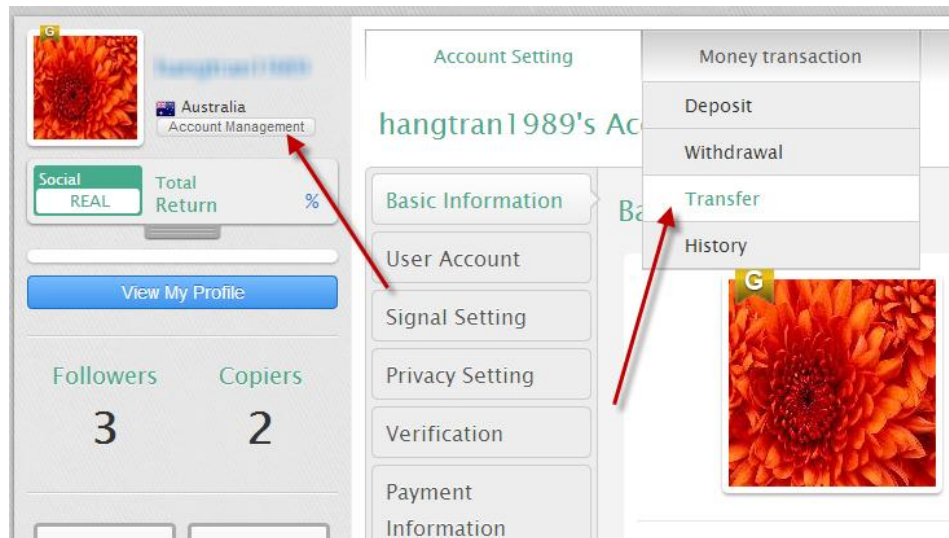 G
Australia
Account Management
Social
REAL
Total
Return
%
View My Profile
Followers
Copiers
3
2
Account Setting
Money transaction
Deposit
Withdrawal
Transfer
History
hangtran1989's Ac
Basic Information
User Account
Signal Setting
Privacy Setting
Verification
Payment
Information
Ba
G